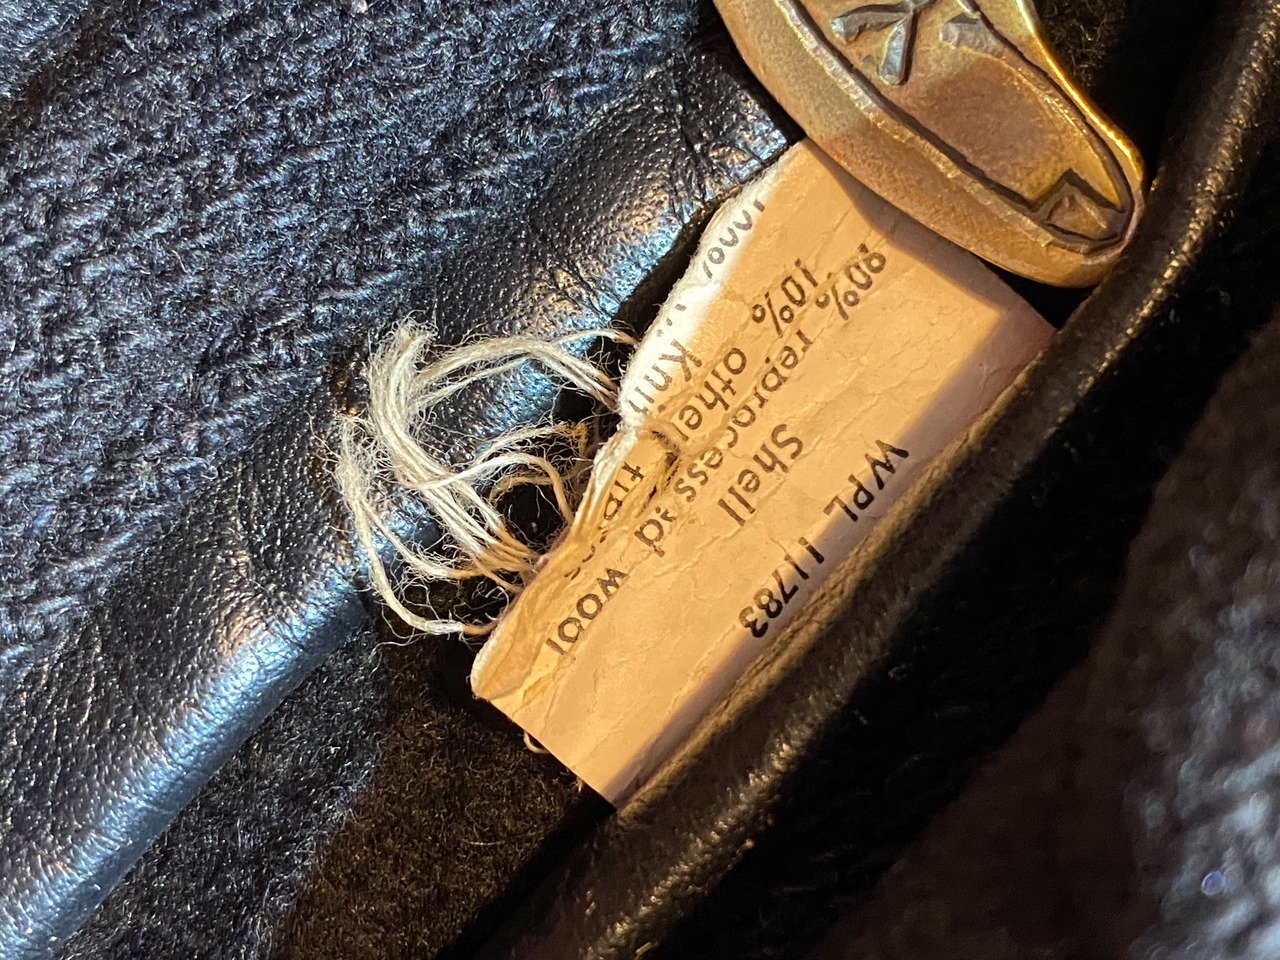 WPL 11783
Shell
90% reprocessed wool
10% other